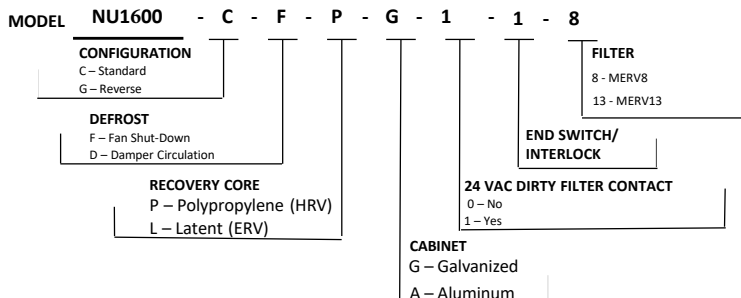 MODEL NU1600 - C - F - P - G - 1 - 1 - 8
CONFIGURATION
C – Standard
G – Reverse
FILTER
8 - MERV8
13 - MERV13
DEFROST
F – Fan Shut-Down
D – Damper Circulation
END SWITCH/
INTERLOCK
RECOVERY CORE
P – Polypropylene (HRV)
L – Latent (ERV)
24 VAC DIRTY FILTER CONTACT
0 – No
1 – Yes
CABINET
G – Galvanized
A – Aluminum